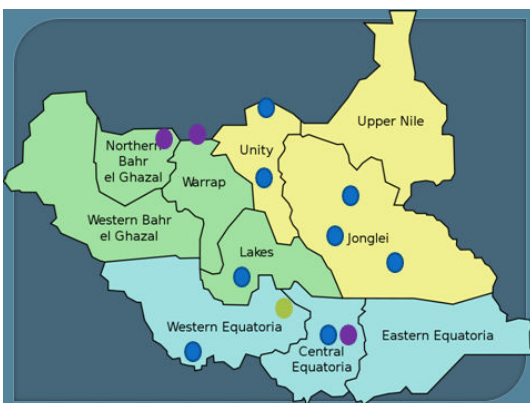 Upper Nile
Northern
Bahr
el Ghazal
Unity
Warrap
Western Bahr
el Ghazal
Jonglei
Lakes
Western Equatoria
Central
Equatoria
Eastern Equatoria